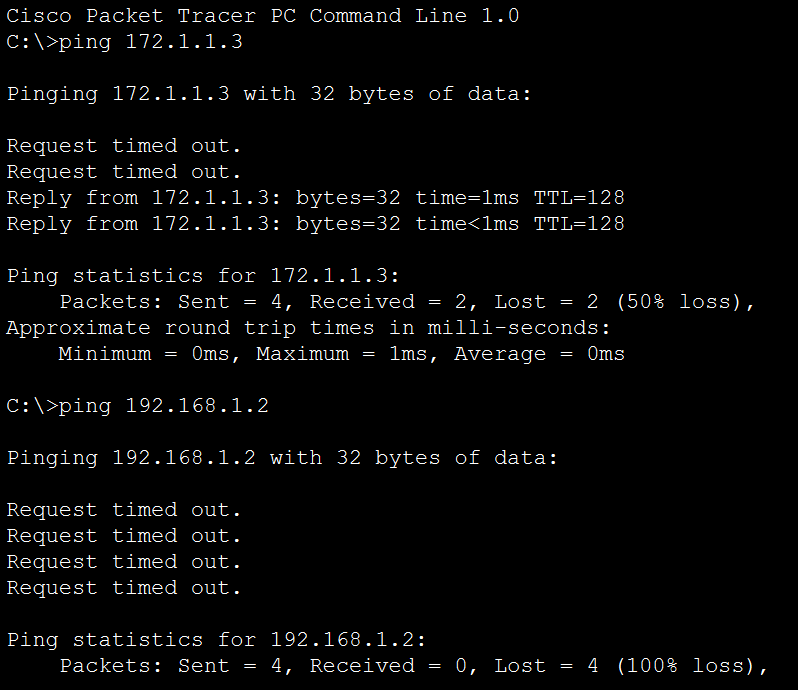 Cisco Packet Tracer PC Command Line 1.0
C:\>ping 172.1.1.3
Pinging 172.1.1.3 with 32 bytes of data:
Request timed out.
Request timed out.
Reply from 172.1.1.3: bytes=32 time=1ms TTL=128
Reply from 172.1.1.3: bytes=32 time<1ms TTL=128
Ping statistics for 172.1.1.3:
    Packets: Sent = 4, Received = 2, Lost = 2 (50% loss),
Approximate round trip times in milli-seconds:
    Minimum = 0ms, Maximum = 1ms, Average = 0ms
C:\>ping 192.168.1.2
Pinging 192.168.1.2 with 32 bytes of data:
Request timed out.
Request timed out.
Request timed out.
Request timed out.
Ping statistics for 192.168.1.2:
    Packets: Sent = 4, Received = 0, Lost = 4 (100% loss),